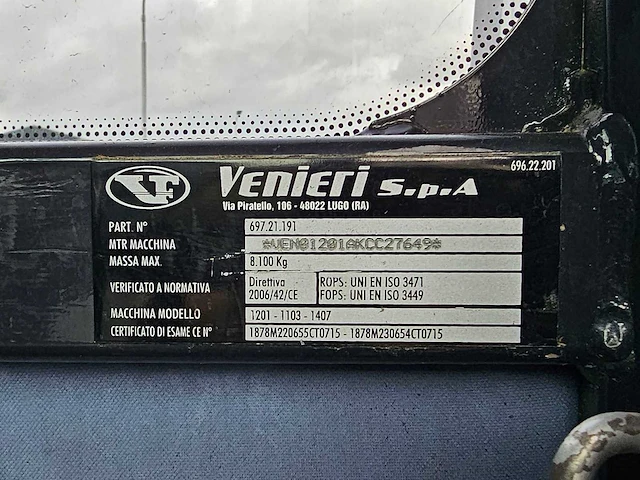 VF VENIERI S.p.A 696.22.201
Via Piratello, 106 - 48022 LUGO (RA)
PART. N° 697.21.191
MTR MACCHINA *VEN01201AKCC27649*
MASSA MAX. 8.100 Kg
VERIFICATO A NORMATIVA Direttiva 2006/42/CE ROPS: UNI EN ISO 3471 FOPS: UNI EN ISO 3449
MACCHINA MODELLO 1201 - 1103 - 1407
CERTIFICATO DI ESAME CE N° 1878M220655CT0715 - 1878M230654CT0715